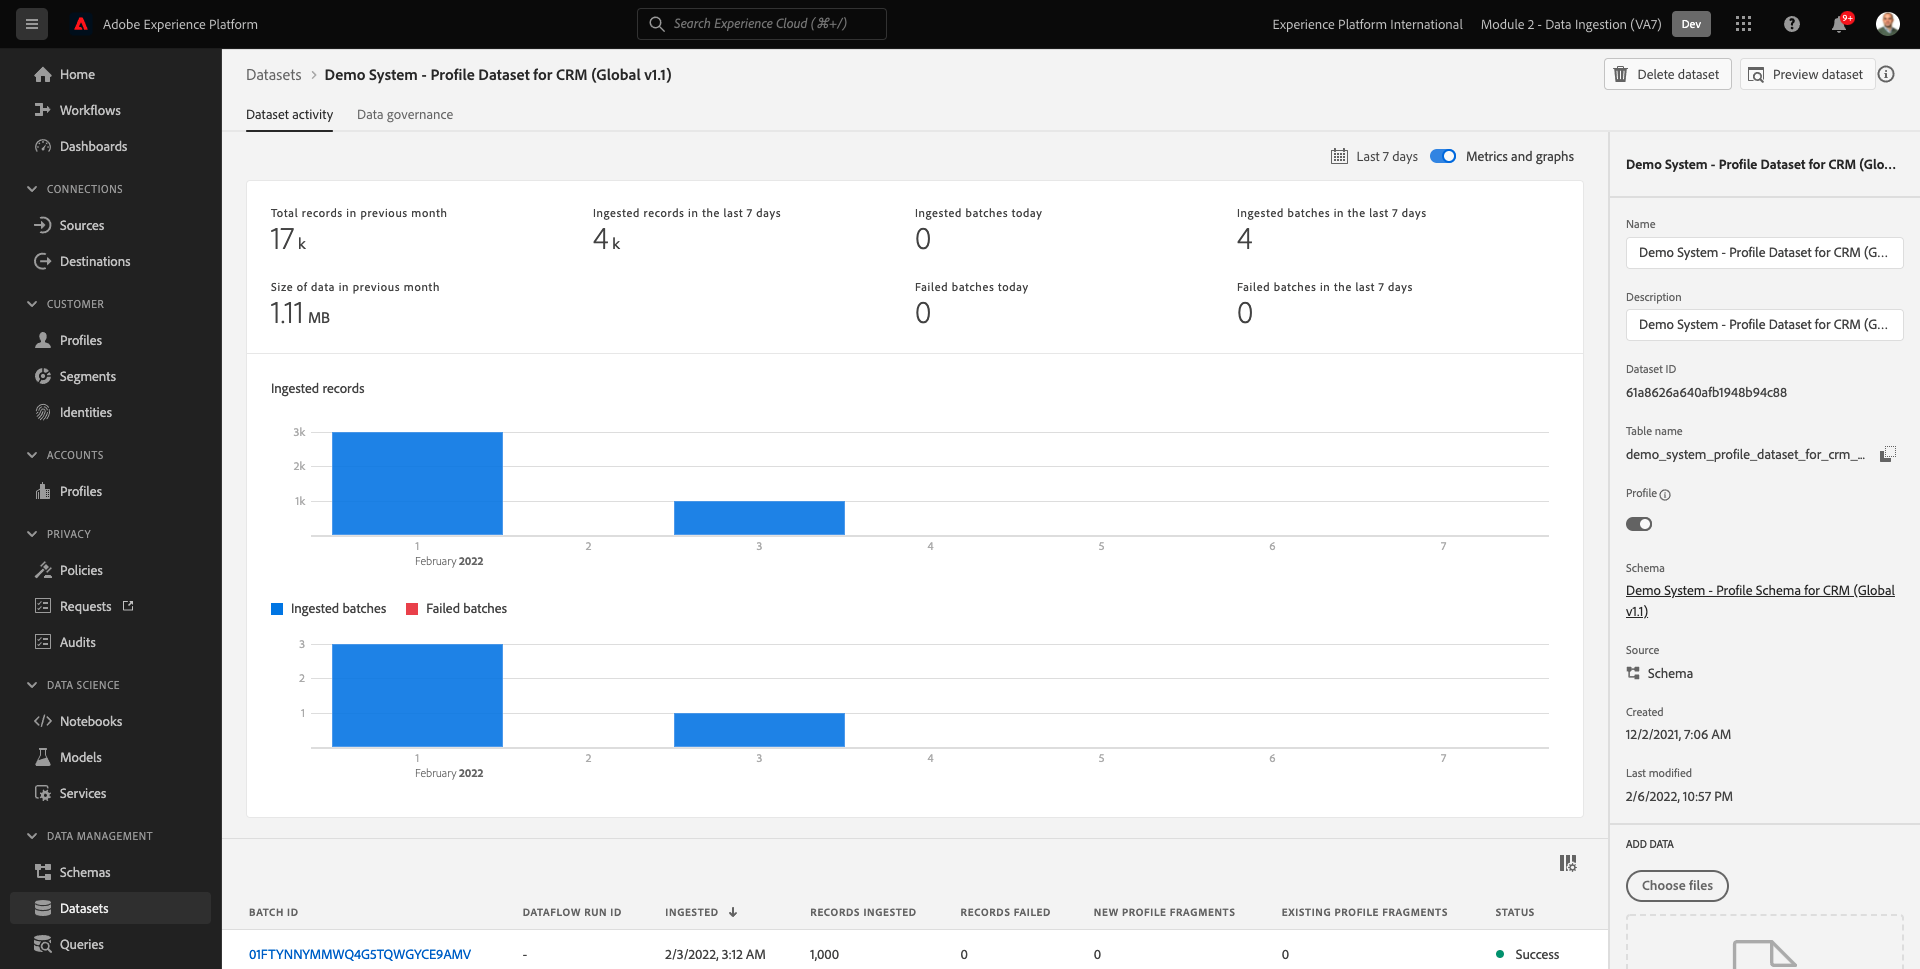 Adobe Experience Platform
Search Experience Cloud (⌘+/)
Experience Platform International
Module 2 - Data Ingestion (VA7)
Dev
9+
Home
Workflows
Dashboards
CONNECTIONS
Sources
Destinations
CUSTOMER
Profiles
Segments
Identities
ACCOUNTS
Profiles
PRIVACY
Policies
Requests
Audits
DATA SCIENCE
Notebooks
Models
Services
DATA MANAGEMENT
Schemas
Datasets
Queries
Datasets > Demo System - Profile Dataset for CRM (Global v1.1)
Delete dataset
Preview dataset
Dataset activity
Data governance
Last 7 days
Metrics and graphs
Total records in previous month
17 k
Ingested records in the last 7 days
4 k
Ingested batches today
0
Ingested batches in the last 7 days
4
Size of data in previous month
1.11 MB
Failed batches today
0
Failed batches in the last 7 days
0
Ingested records
3k
2k
1k
1 2 3 4 5 6 7
February 2022
Ingested batches
Failed batches
3
2
1
1 2 3 4 5 6 7
February 2022
BATCH ID DATAFLOW RUN ID INGESTED RECORDS INGESTED RECORDS FAILED NEW PROFILE FRAGMENTS EXISTING PROFILE FRAGMENTS STATUS
01FTYNNYMMWQ4G5TQWGYCE9AMV - 2/3/2022, 3:12 AM 1,000 0 0 0 Success
Demo System - Profile Dataset for CRM (Glo...
Name
Demo System - Profile Dataset for CRM (G...
Description
Demo System - Profile Dataset for CRM (G...
Dataset ID
61a8626a640afb1948b94c88
Table name
demo_system_profile_dataset_for_crm_...
Profile
Schema
Demo System - Profile Schema for CRM (Global
v1.1)
Source
Schema
Created
12/2/2021, 7:06 AM
Last modified
2/6/2022, 10:57 PM
ADD DATA
Choose files